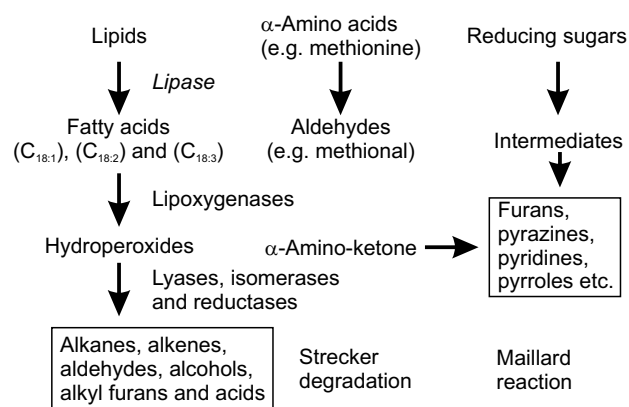 Lipids
Lipase
Fatty acids
(C18:1), (C18:2) and (C18:3)
Lipoxygenases
Hydroperoxides
Lyases, isomerases
and reductases
Alkanes, alkenes,
aldehydes, alcohols,
alkyl furans and acids
α-Amino acids
(e.g. methionine)
Aldehydes
(e.g. methional)
α-Amino-ketone
Strecker
degradation
Reducing sugars
Intermediates
Furans,
pyrazines,
pyridines,
pyrroles etc.
Maillard
reaction